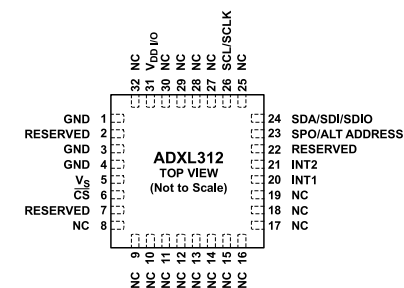 32 NC
31 VDD I/O
30 NC
29 NC
28 NC
27 NC
26 SCL/SCLK
25 NC
GND 1
RESERVED 2
GND 3
GND 4
VS 5
CS 6
RESERVED 7
NC 8
ADXL312
TOP VIEW
(Not to Scale)
24 SDA/SDI/SDIO
23 SPO/ALT ADDRESS
22 RESERVED
21 INT2
20 INT1
19 NC
18 NC
17 NC
NC 9
NC 10
NC 11
NC 12
NC 13
NC 14
NC 15
NC 16